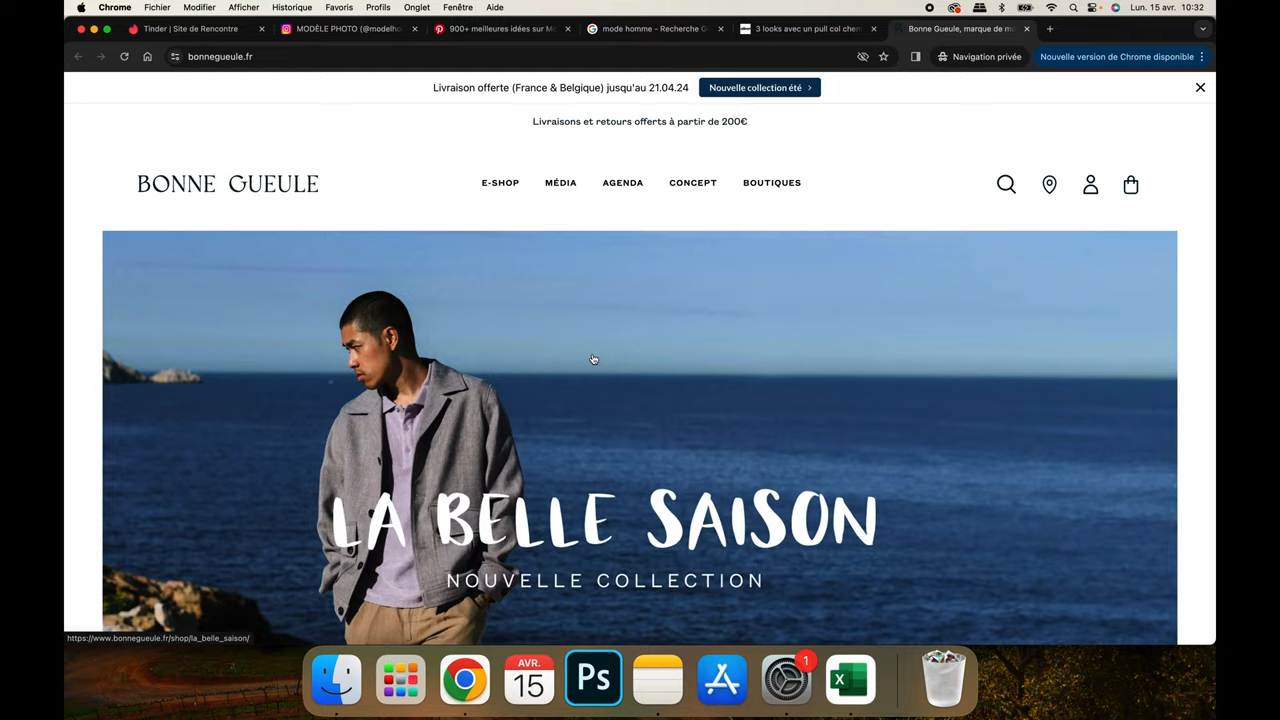 Chrome Fichier Modifier Afficher Historique Favoris Profils Onglet Fenêtre Aide Lun. 15 avr. 10:32
Tinder | Site de Rencontre MODÈLE PHOTO (@modelho 900+ meilleures idées sur Mo mode homme - Recherche G 3 looks avec un pull col chem Bonne Gueule, marque de mo
bonnegueule.fr Navigation privée Nouvelle version de Chrome disponible
Livraison offerte (France & Belgique) jusqu'au 21.04.24 Nouvelle collection été
Livraisons et retours offerts à partir de 200€
BONNE GUEULE E-SHOP MÉDIA AGENDA CONCEPT BOUTIQUES
LA BELLE SAISON
NOUVELLE COLLECTION
https://www.bonnegueule.fr/shop/la_belle_saison/
AVR.
15
Ps
1
X